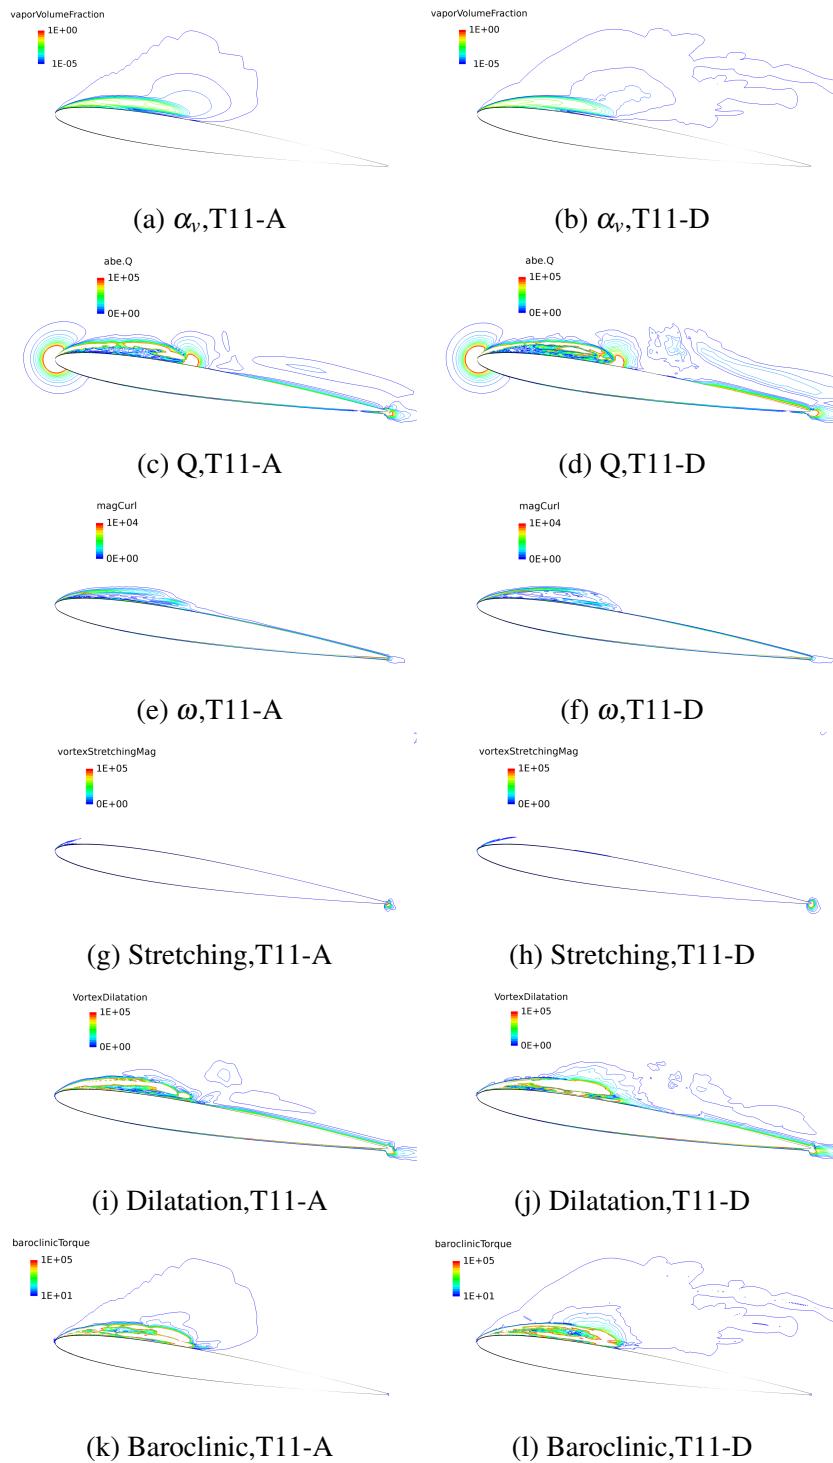 vaporVolumeFraction
1E+00
1E-05
vaporVolumeFraction
1E+00
1E-05
(a) αv,T11-A
(b) αv,T11-D
abe.Q
1E+05
0E+00
abe.Q
1E+05
0E+00
(c) Q,T11-A
(d) Q,T11-D
magCurl
1E+04
0E+00
magCurl
1E+04
0E+00
(e) ω,T11-A
(f) ω,T11-D
vortexStretchingMag
1E+05
0E+00
vortexStretchingMag
1E+05
0E+00
(g) Stretching,T11-A
(h) Stretching,T11-D
VortexDilatation
1E+05
0E+00
VortexDilatation
1E+05
0E+00
(i) Dilatation,T11-A
(j) Dilatation,T11-D
baroclinicTorque
1E+05
1E+01
baroclinicTorque
1E+05
1E+01
(k) Baroclinic,T11-A
(l) Baroclinic,T11-D